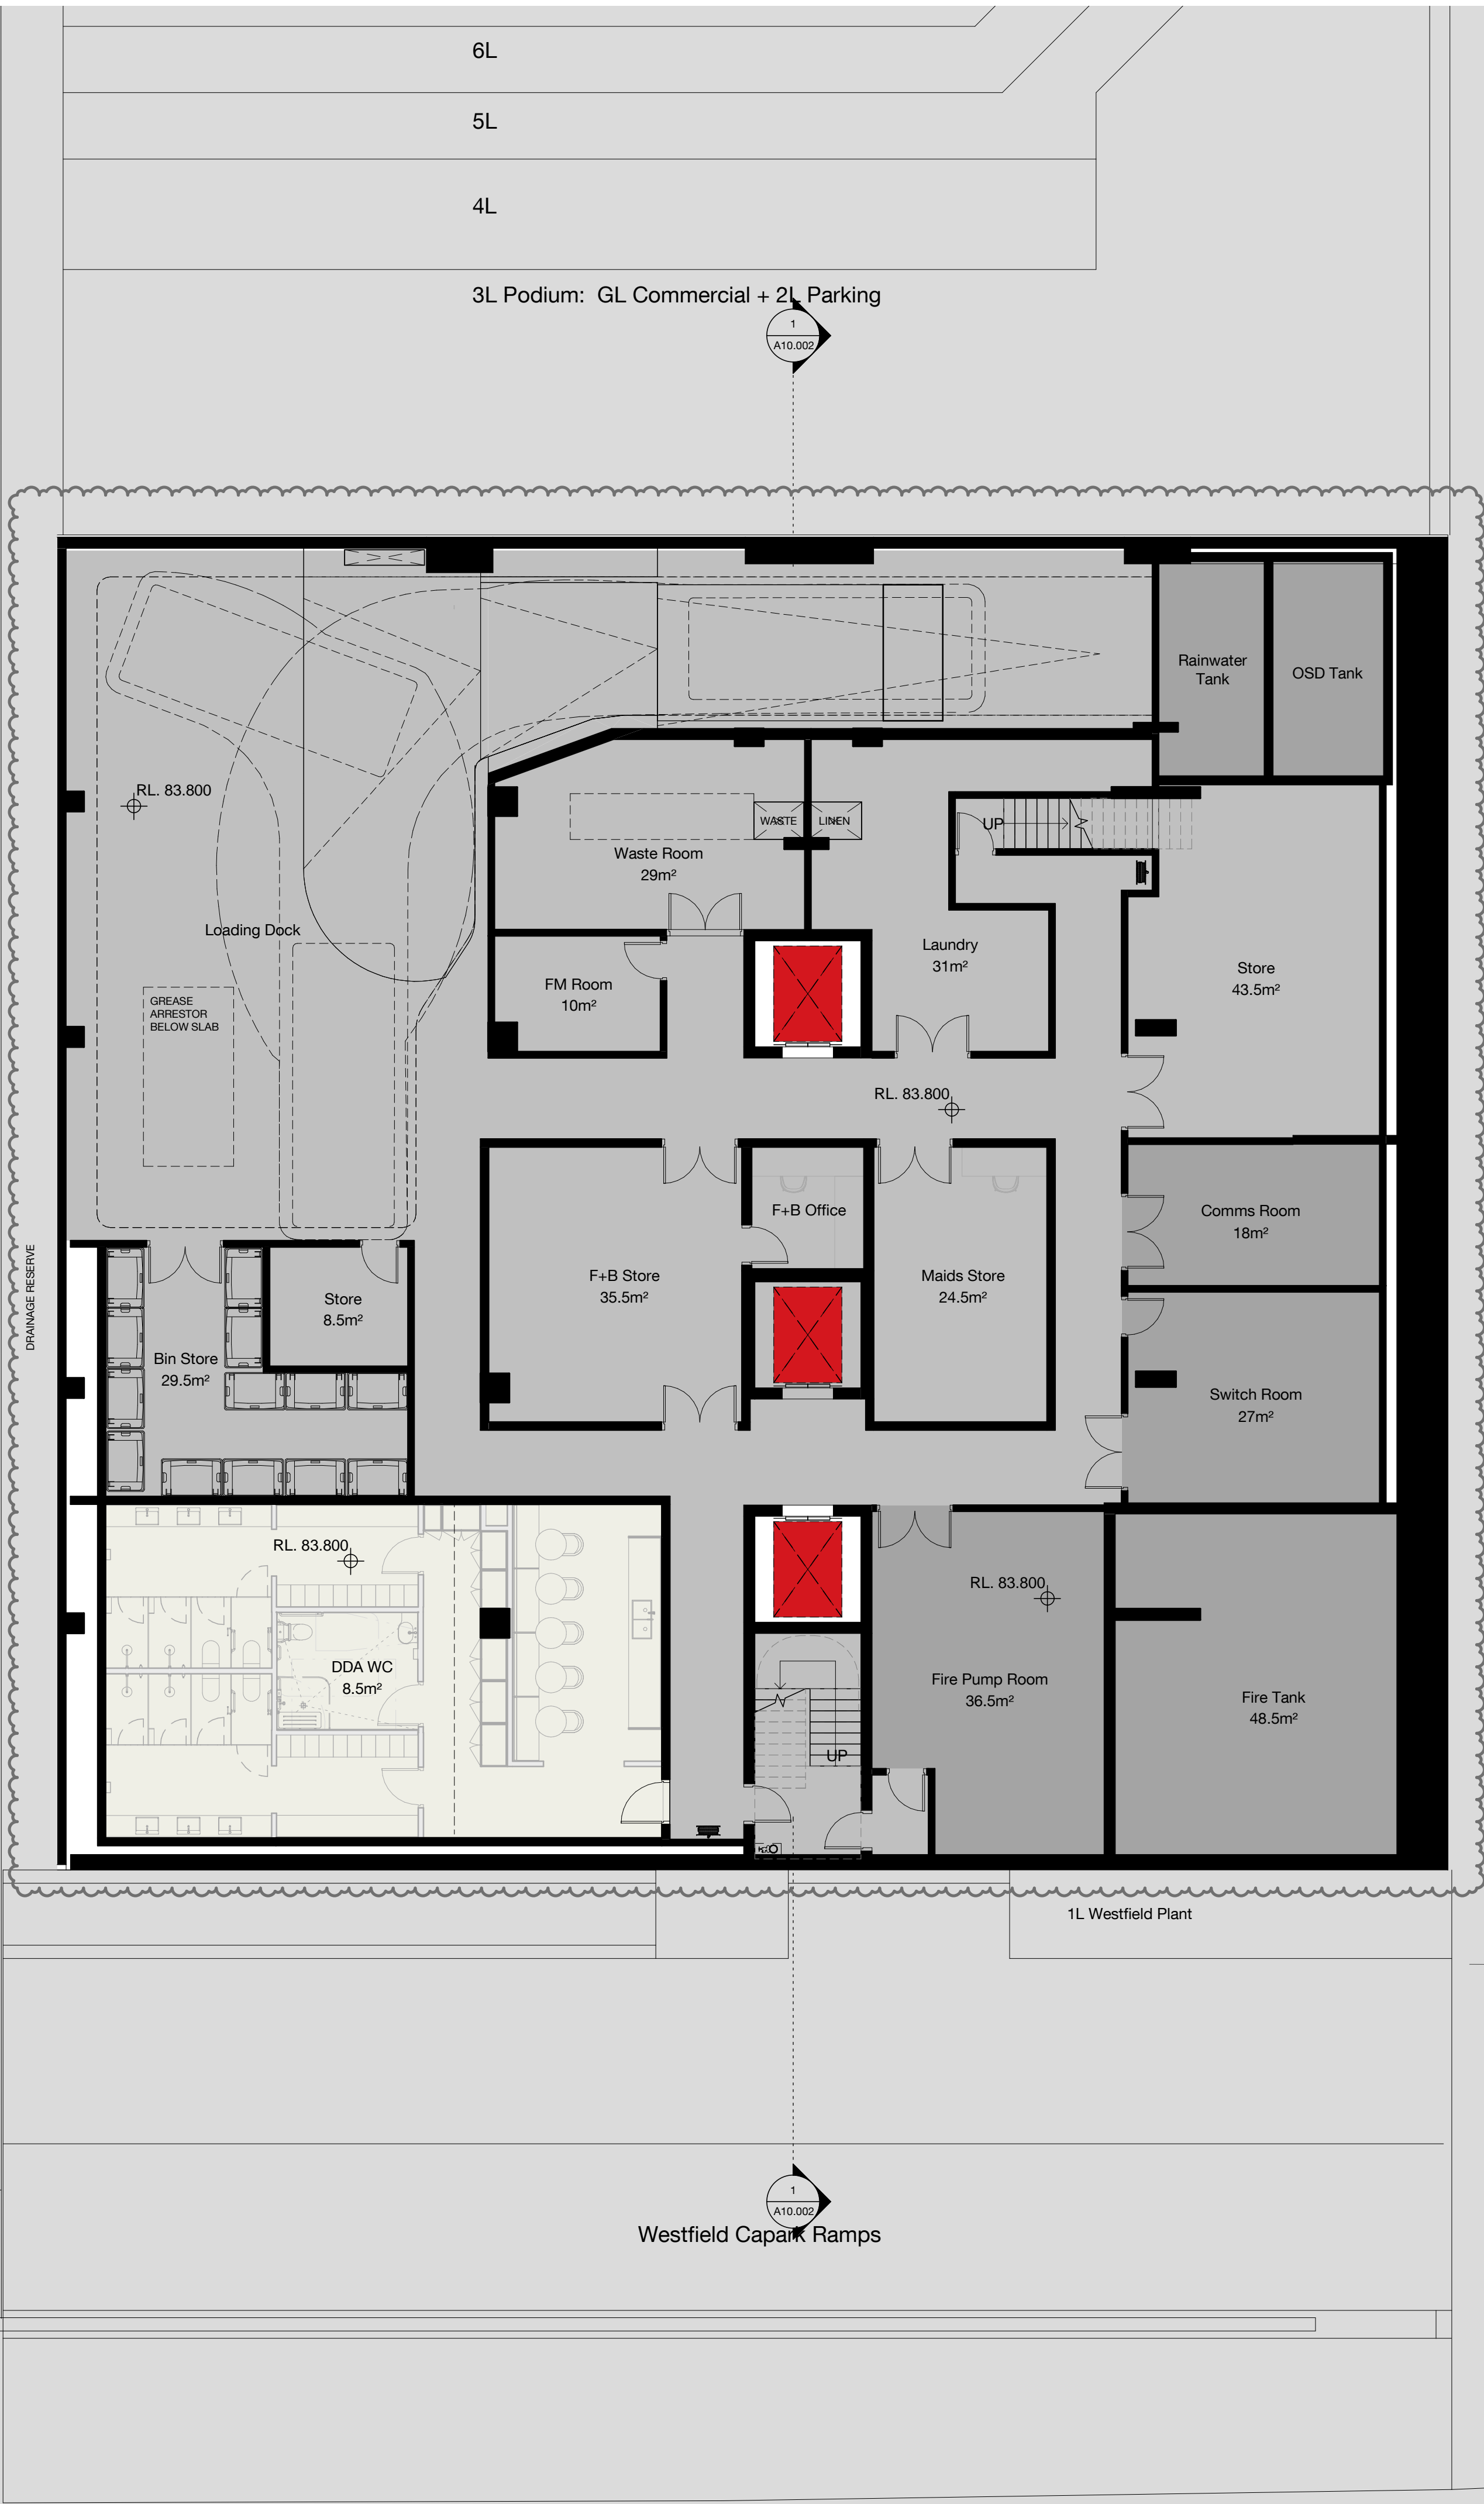 6L
5L
4L
3L Podium:  GL Commercial + 2L Parking
1
A10.002
Rainwater
Tank
OSD Tank
RL. 83.800
WASTE
LINEN
UP
Waste Room
29m²
Loading Dock
Laundry
31m²
Store
43.5m²
FM Room
10m²
GREASE
ARRESTOR
BELOW SLAB
RL. 83.800
F+B Office
Comms Room
18m²
DRAINAGE RESERVE
F+B Store
35.5m²
Maids Store
24.5m²
Store
8.5m²
Bin Store
29.5m²
Switch Room
27m²
RL. 83.800
RL. 83.800
DDA WC
8.5m²
Fire Pump Room
36.5m²
Fire Tank
48.5m²
UP
1L Westfield Plant
1
A10.002
Westfield Capark Ramps